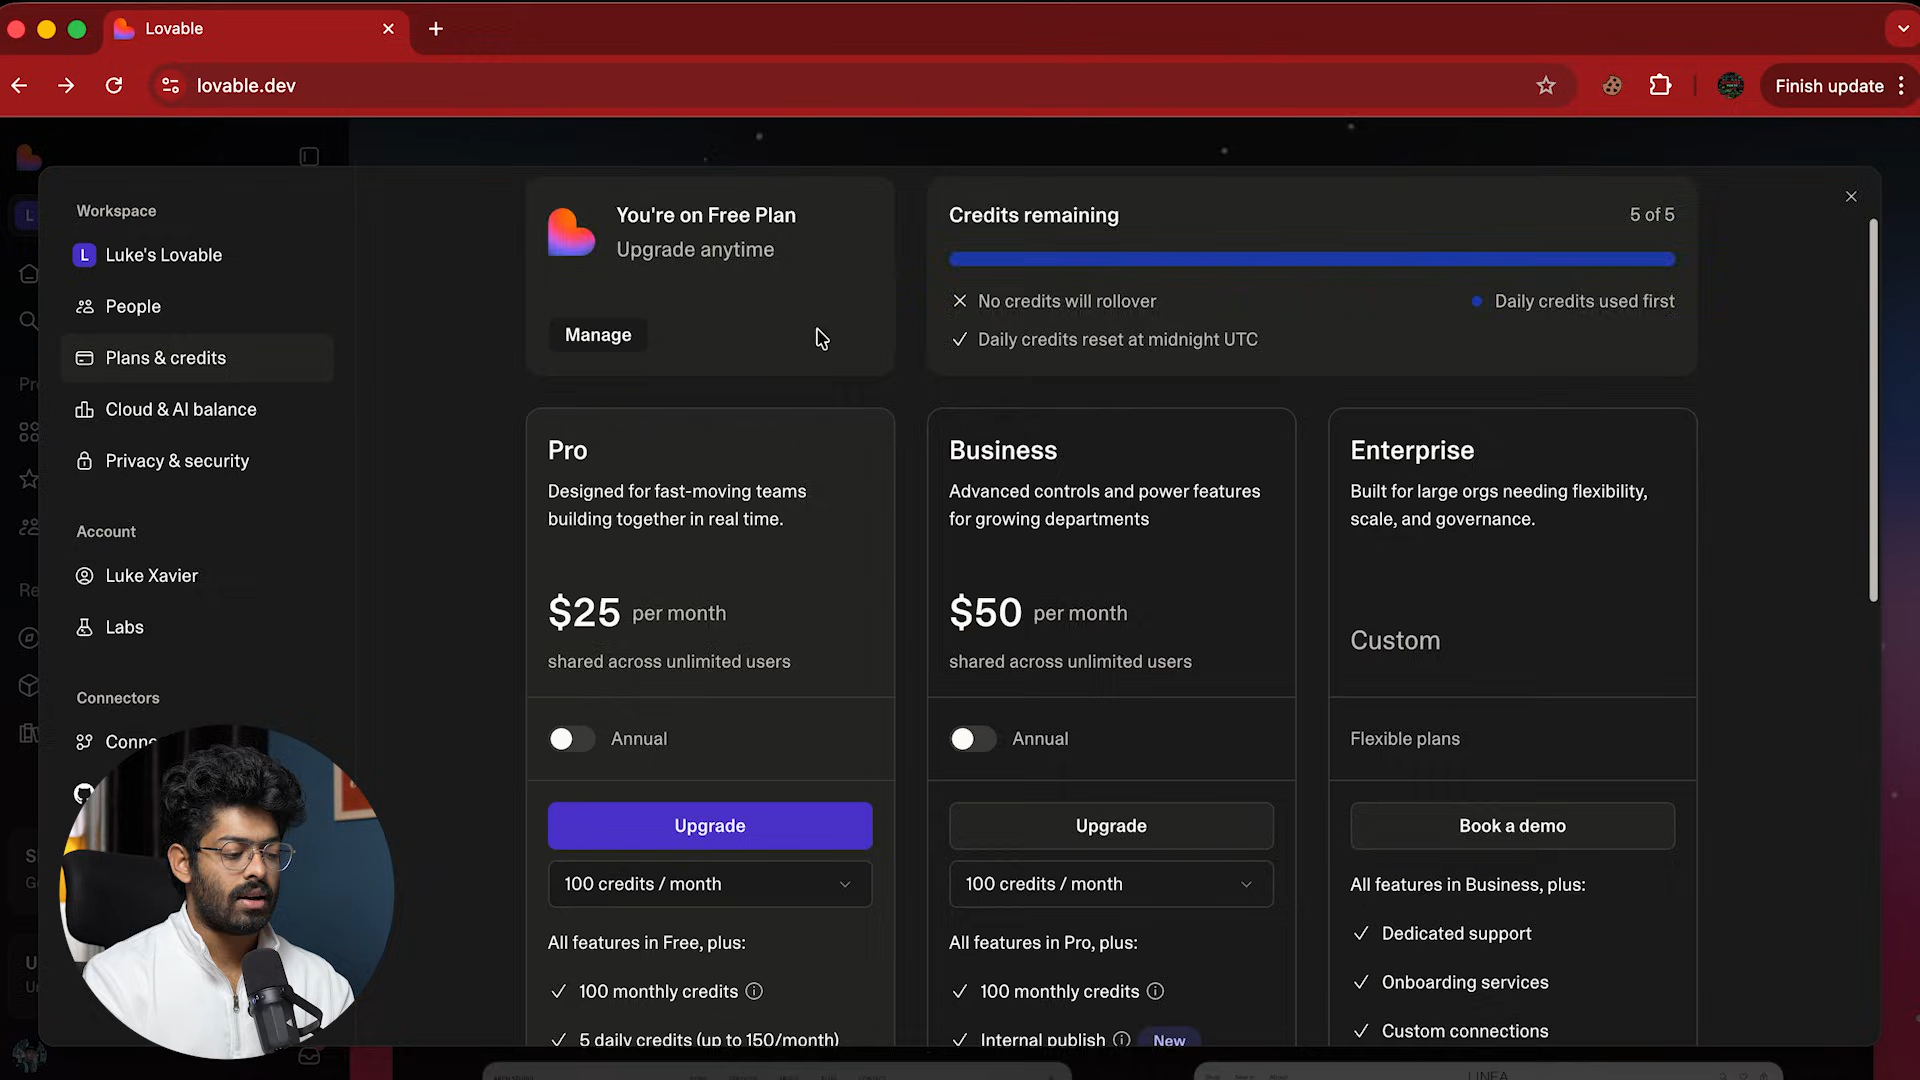 Lovable
lovable.dev
Finish update
Workspace
L
Luke's Lovable
People
Plans & credits
Cloud & AI balance
Privacy & security
Account
Luke Xavier
Labs
Connectors
Conne
You're on Free Plan
Upgrade anytime
Manage
Credits remaining
5 of 5
No credits will rollover
Daily credits used first
Daily credits reset at midnight UTC
Pro
Designed for fast-moving teams
building together in real time.
$25 per month
shared across unlimited users
Annual
Upgrade
100 credits / month
All features in Free, plus:
100 monthly credits
5 daily credits (up to 150/month)
Business
Advanced controls and power features
for growing departments
$50 per month
shared across unlimited users
Annual
Upgrade
100 credits / month
All features in Pro, plus:
100 monthly credits
Internal publish New
Enterprise
Built for large orgs needing flexibility,
scale, and governance.
Custom
Flexible plans
Book a demo
All features in Business, plus:
Dedicated support
Onboarding services
Custom connections
L
Pr
Re
LINEA